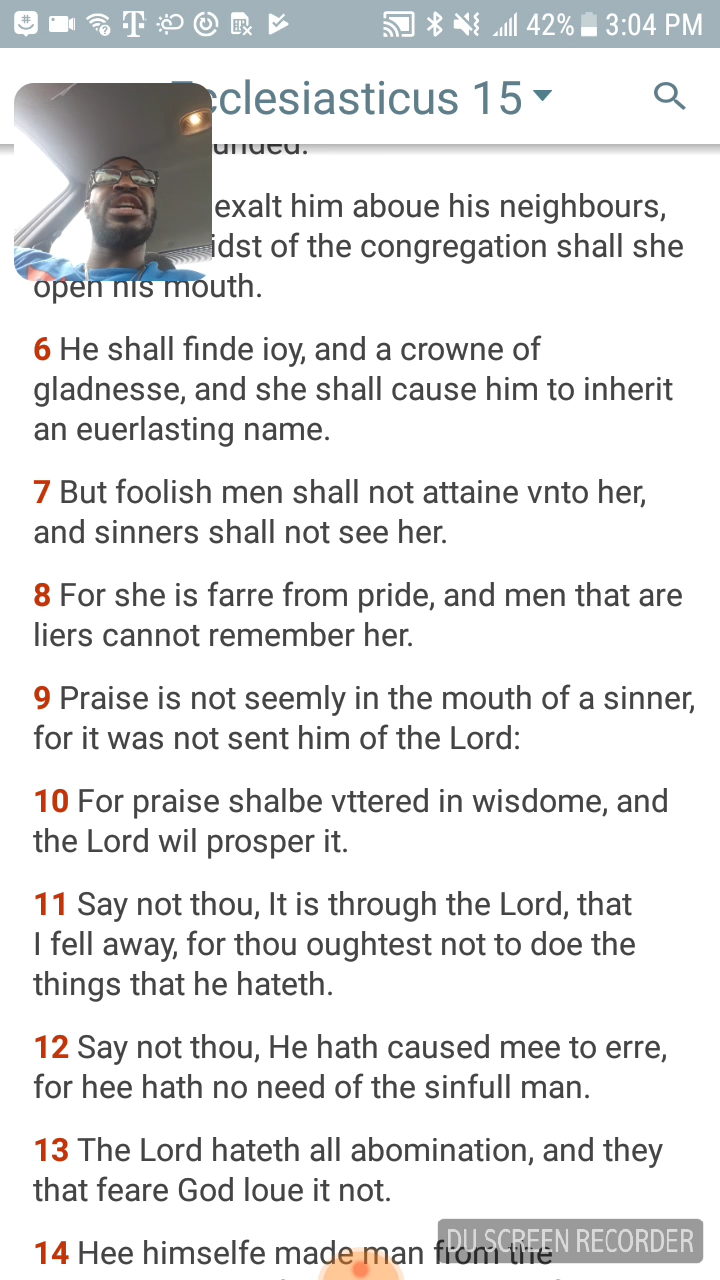 42% 3:04 PM
Ecclesiasticus 15
exalt him aboue his neighbours,
idst of the congregation shall she
open his mouth.
6 He shall finde ioy, and a crowne of
gladnesse, and she shall cause him to inherit
an euerlasting name.
7 But foolish men shall not attaine vnto her,
and sinners shall not see her.
8 For she is farre from pride, and men that are
liers cannot remember her.
9 Praise is not seemly in the mouth of a sinner,
for it was not sent him of the Lord:
10 For praise shalbe vttered in wisdome, and
the Lord wil prosper it.
11 Say not thou, It is through the Lord, that
I fell away, for thou oughtest not to doe the
things that he hateth.
12 Say not thou, He hath caused mee to erre,
for hee hath no need of the sinfull man.
13 The Lord hateth all abomination, and they
that feare God loue it not.
14 Hee himselfe made man from the
DU SCREEN RECORDER